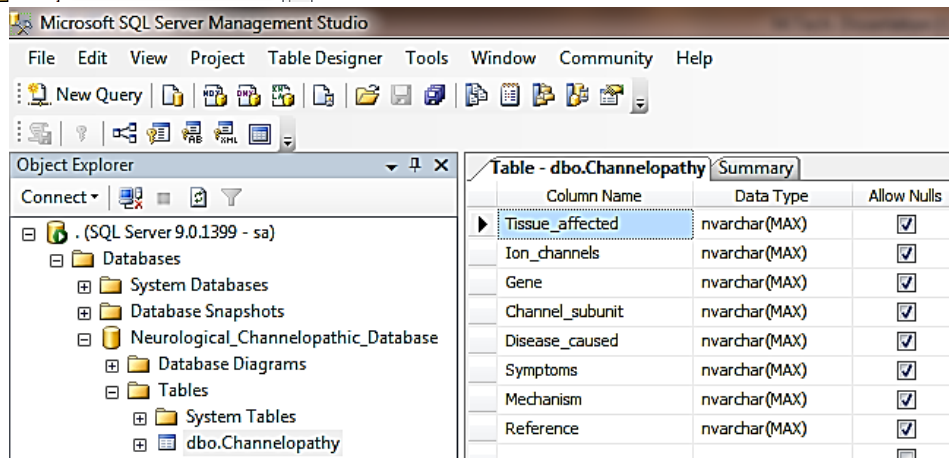 Microsoft SQL Server Management Studio
File Edit View Project Table Designer Tools Window Community Help
New Query
Object Explorer
Connect
. (SQL Server 9.0.1399 - sa)
Databases
System Databases
Database Snapshots
Neurological_Channelopathic_Database
Database Diagrams
Tables
System Tables
dbo.Channelopathy
Table - dbo.Channelopathy Summary
Column Name Data Type Allow Nulls
Tissue_affected nvarchar(MAX)
Ion_channels nvarchar(MAX)
Gene nvarchar(MAX)
Channel_subunit nvarchar(MAX)
Disease_caused nvarchar(MAX)
Symptoms nvarchar(MAX)
Mechanism nvarchar(MAX)
Reference nvarchar(MAX)